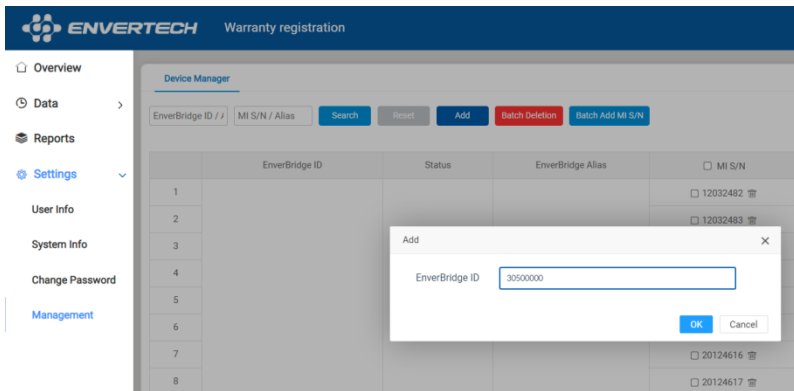 ENVERTECH Warranty registration
Overview
Data
Reports
Settings
User Info
System Info
Change Password
Management
Device Manager
EnverBridge ID / A MI S/N / Alias Search Reset Add Batch Deletion Batch Add MI S/N
EnverBridge ID Status EnverBridge Alias MI S/N
1 12032482
2 12032483
3
4
5
6
7 20124616
8 20124617
Add
EnverBridge ID 30500000
OK Cancel